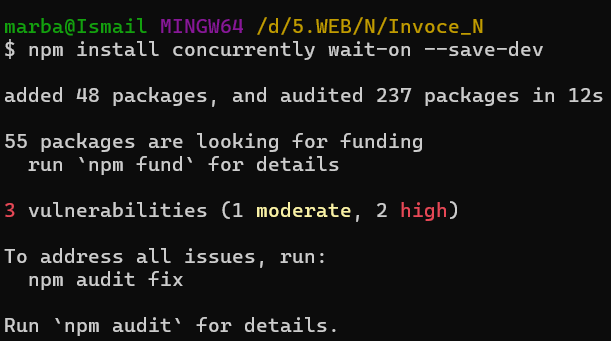 marba@Ismail MINGW64 /d/5.WEB/N/Invoce_N
$ npm install concurrently wait-on --save-dev
added 48 packages, and audited 237 packages in 12s
55 packages are looking for funding
  run `npm fund` for details
3 vulnerabilities (1 moderate, 2 high)
To address all issues, run:
  npm audit fix
Run `npm audit` for details.